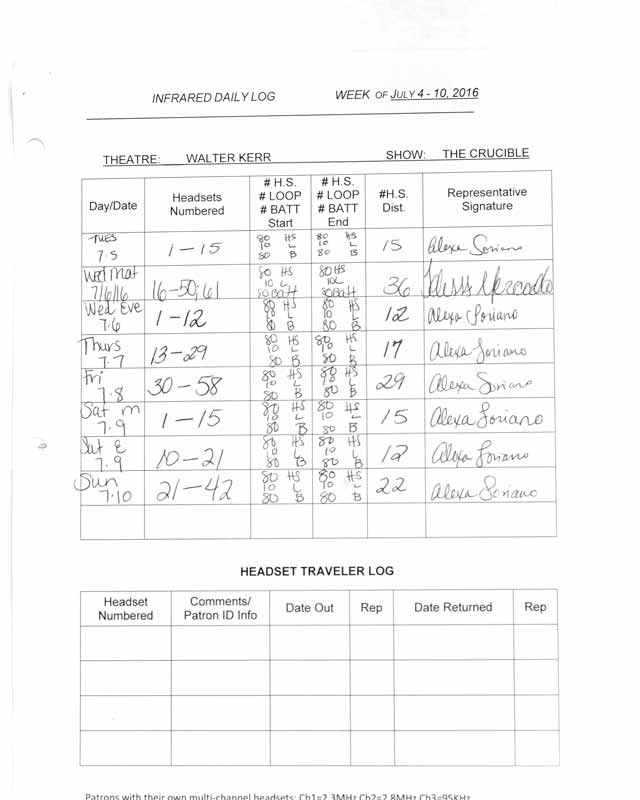 INFRARED DAILY LOG WEEK OF JULY 4 - 10, 2016
THEATRE: WALTER KERR SHOW: THE CRUCIBLE
Day/Date Headsets Numbered # H.S. # LOOP # BATT Start # H.S. # LOOP # BATT End #H.S. Dist. Representative Signature
TUES 7.5 1-15 80 HS 10 L 80 B 80 HS 10 L 80 B 15 Alexa Soriano
Wed Mat 7/6/16 16-50, 61 80 HS 10 L 80 Batt 80 HS 10L 80 Batt 36
Wed Eve 7.6 1-12 80 HS 10 L 80 B 80 HS 10 L 80 B 12 Alexa Soriano
Thurs 7.7 13-29 80 HS 10 L 80 B 80 HS 10 L 80 B 17 Alexa Soriano
Fri 7.8 30-58 80 HS 10 L 80 B 80 HS 10 L 80 B 29 Alexa Soriano
Sat m 7.9 1-15 80 HS 10 L 80 B 80 HS 10 L 80 B 15 Alexa Soriano
Sat E 7.9 10-21 80 HS 10 L 80 B 80 HS 10 L 80 B 12 Alexa Soriano
Sun 7.10 21-42 80 HS 10 L 80 B 80 HS 10 L 80 B 22 Alexa Soriano
HEADSET TRAVELER LOG
Headset Numbered Comments/ Patron ID Info Date Out Rep Date Returned Rep
Patrons with their own multi-channel headsets: Ch1=2.3MHz Ch2=2.8MHz Ch3=95KHz